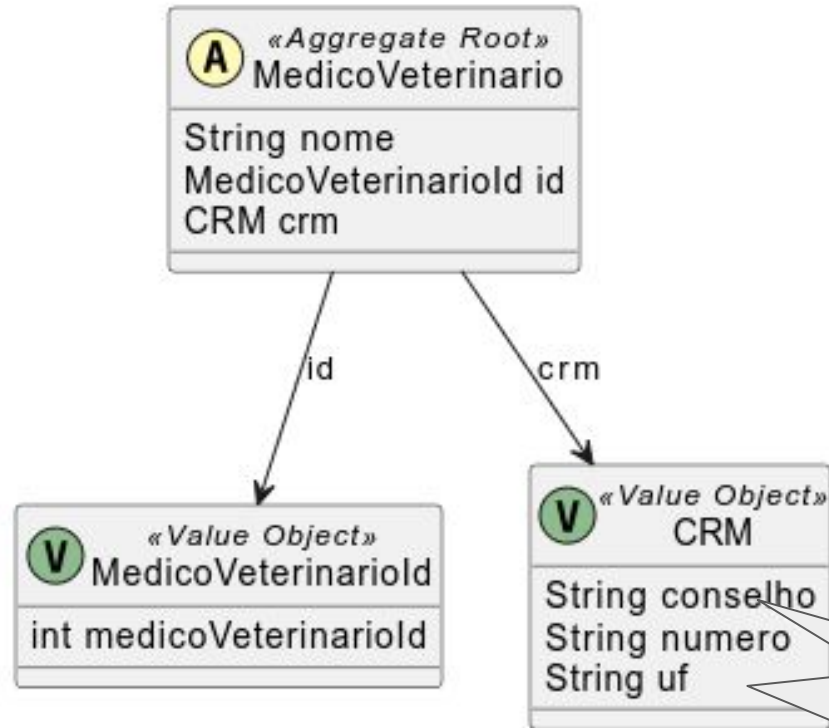 A
«Aggregate Root»
MedicoVeterinario
String nome
MedicoVeterinarioId id
CRM crm
id
crm
V
«Value Object»
MedicoVeterinarioId
int medicoVeterinarioId
V
«Value Object»
CRM
String conselho
String numero
String uf